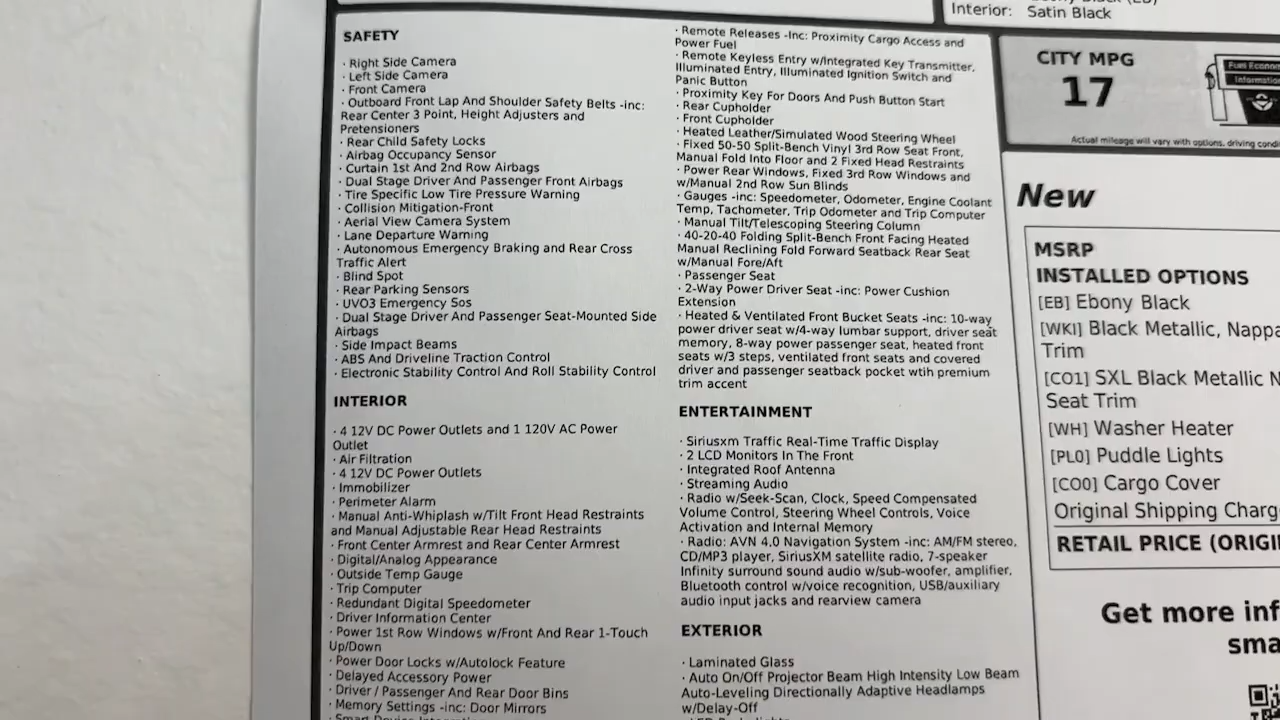 SAFETY
· Right Side Camera
· Left Side Camera
· Front Camera
· Outboard Front Lap And Shoulder Safety Belts -inc:
Rear Center 3 Point, Height Adjusters and
Pretensioners
· Rear Child Safety Locks
· Airbag Occupancy Sensor
· Curtain 1st And 2nd Row Airbags
· Dual Stage Driver And Passenger Front Airbags
· Tire Specific Low Tire Pressure Warning
· Collision Mitigation-Front
· Aerial View Camera System
· Lane Departure Warning
· Autonomous Emergency Braking and Rear Cross
Traffic Alert
· Blind Spot
· Rear Parking Sensors
· UVO3 Emergency Sos
· Dual Stage Driver And Passenger Seat-Mounted Side
Airbags
· Side Impact Beams
· ABS And Driveline Traction Control
· Electronic Stability Control And Roll Stability Control
INTERIOR
· 4 12V DC Power Outlets and 1 120V AC Power
Outlet
· Air Filtration
· 4 12V DC Power Outlets
· Immobilizer
· Perimeter Alarm
· Manual Anti-Whiplash w/Tilt Front Head Restraints
and Manual Adjustable Rear Head Restraints
· Front Center Armrest and Rear Center Armrest
· Digital/Analog Appearance
· Outside Temp Gauge
· Trip Computer
· Redundant Digital Speedometer
· Driver Information Center
· Power 1st Row Windows w/Front And Rear 1-Touch
Up/Down
· Power Door Locks w/Autolock Feature
· Delayed Accessory Power
· Driver / Passenger And Rear Door Bins
· Memory Settings -inc: Door Mirrors
· Remote Releases -Inc: Proximity Cargo Access and
Power Fuel
· Remote Keyless Entry w/Integrated Key Transmitter,
Illuminated Entry, Illuminated Ignition Switch and
Panic Button
· Proximity Key For Doors And Push Button Start
· Rear Cupholder
· Front Cupholder
· Heated Leather/Simulated Wood Steering Wheel
· Fixed 50-50 Split-Bench Vinyl 3rd Row Seat Front,
Manual Fold Into Floor and 2 Fixed Head Restraints
· Power Rear Windows, Fixed 3rd Row Windows and
w/Manual 2nd Row Sun Blinds
· Gauges -inc: Speedometer, Odometer, Engine Coolant
Temp, Tachometer, Trip Odometer and Trip Computer
· Manual Tilt/Telescoping Steering Column
· 40-20-40 Folding Split-Bench Front Facing Heated
Manual Reclining Fold Forward Seatback Rear Seat
w/Manual Fore/Aft
· Passenger Seat
· 2-Way Power Driver Seat -inc: Power Cushion
Extension
· Heated & Ventilated Front Bucket Seats -inc: 10-way
power driver seat w/4-way lumbar support, driver seat
memory, 8-way power passenger seat, heated front
seats w/3 steps, ventilated front seats and covered
driver and passenger seatback pocket wtih premium
trim accent
ENTERTAINMENT
· Siriusxm Traffic Real-Time Traffic Display
· 2 LCD Monitors In The Front
· Integrated Roof Antenna
· Streaming Audio
· Radio w/Seek-Scan, Clock, Speed Compensated
Volume Control, Steering Wheel Controls, Voice
Activation and Internal Memory
· Radio: AVN 4.0 Navigation System -inc: AM/FM stereo,
CD/MP3 player, SiriusXM satellite radio, 7-speaker
Infinity surround sound audio w/sub-woofer, amplifier,
Bluetooth control w/voice recognition, USB/auxiliary
audio input jacks and rearview camera
EXTERIOR
· Laminated Glass
· Auto On/Off Projector Beam High Intensity Low Beam
Auto-Leveling Directionally Adaptive Headlamps
w/Delay-Off
Interior: Satin Black
CITY MPG
17
Fuel Econom
Information
Actual mileage will vary with options, driving condi
New
MSRP
INSTALLED OPTIONS
[EB] Ebony Black
[WKI] Black Metallic, Nappa
Trim
[CO1] SXL Black Metallic N
Seat Trim
[WH] Washer Heater
[PL0] Puddle Lights
[CO0] Cargo Cover
Original Shipping Charg
RETAIL PRICE (ORIGI
Get more inf
sma